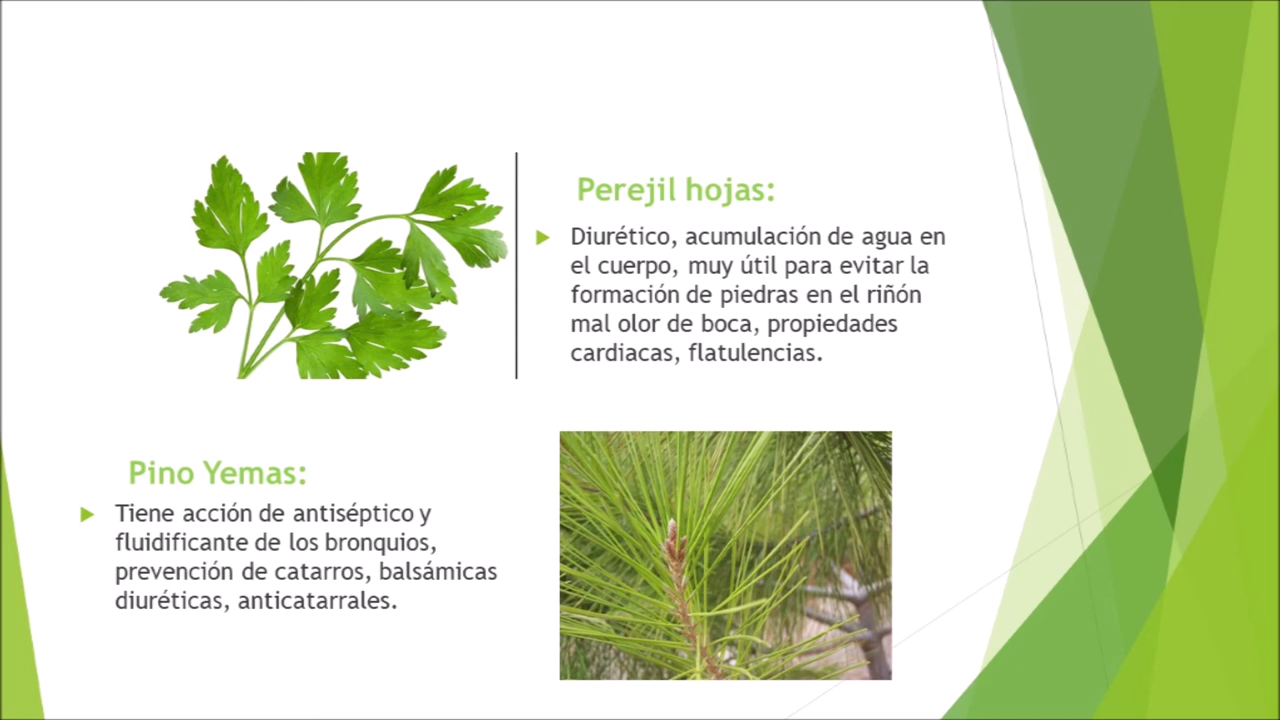 Perejil hojas:
Diurético, acumulación de agua en
el cuerpo, muy útil para evitar la
formación de piedras en el riñón
mal olor de boca, propiedades
cardiacas, flatulencias.
Pino Yemas:
Tiene acción de antiséptico y
fluidificante de los bronquios,
prevención de catarros, balsámicas
diuréticas, anticatarrales.